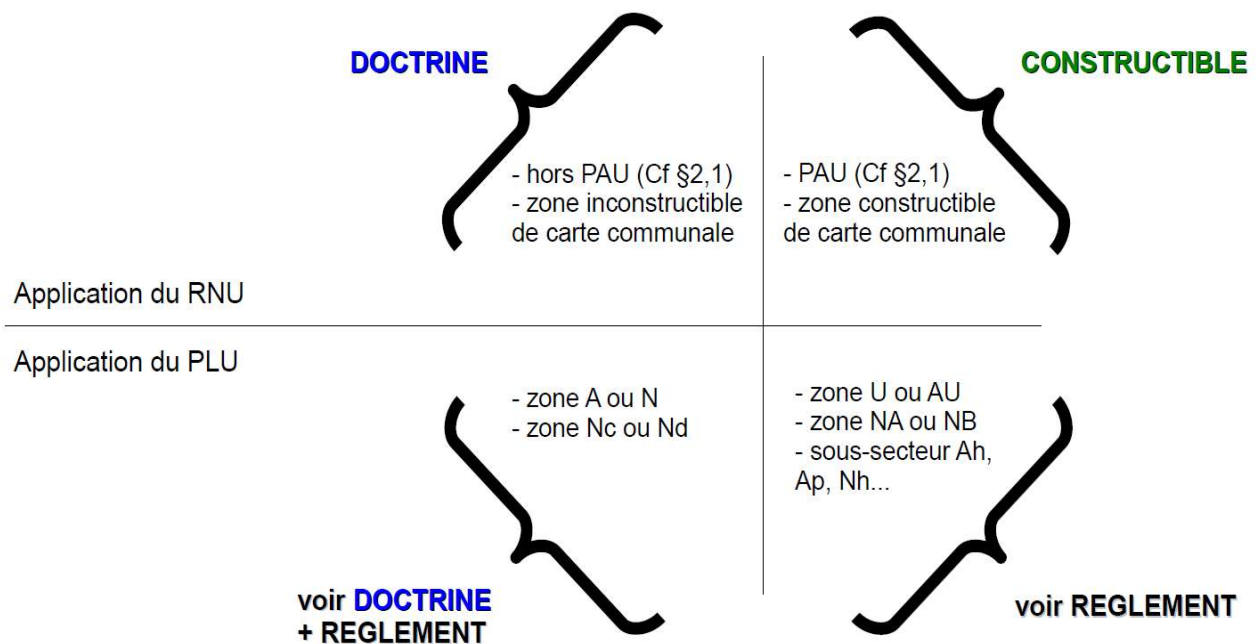 DOCTRINE
CONSTRUCTIBLE
- hors PAU (Cf §2,1)
- zone inconstructible
de carte communale
- PAU (Cf §2,1)
- zone constructible
de carte communale
Application du RNU
Application du PLU
- zone A ou N
- zone Nc ou Nd
- zone U ou AU
- zone NA ou NB
- sous-secteur Ah,
Ap, Nh...
voir DOCTRINE
+ REGLEMENT
voir REGLEMENT